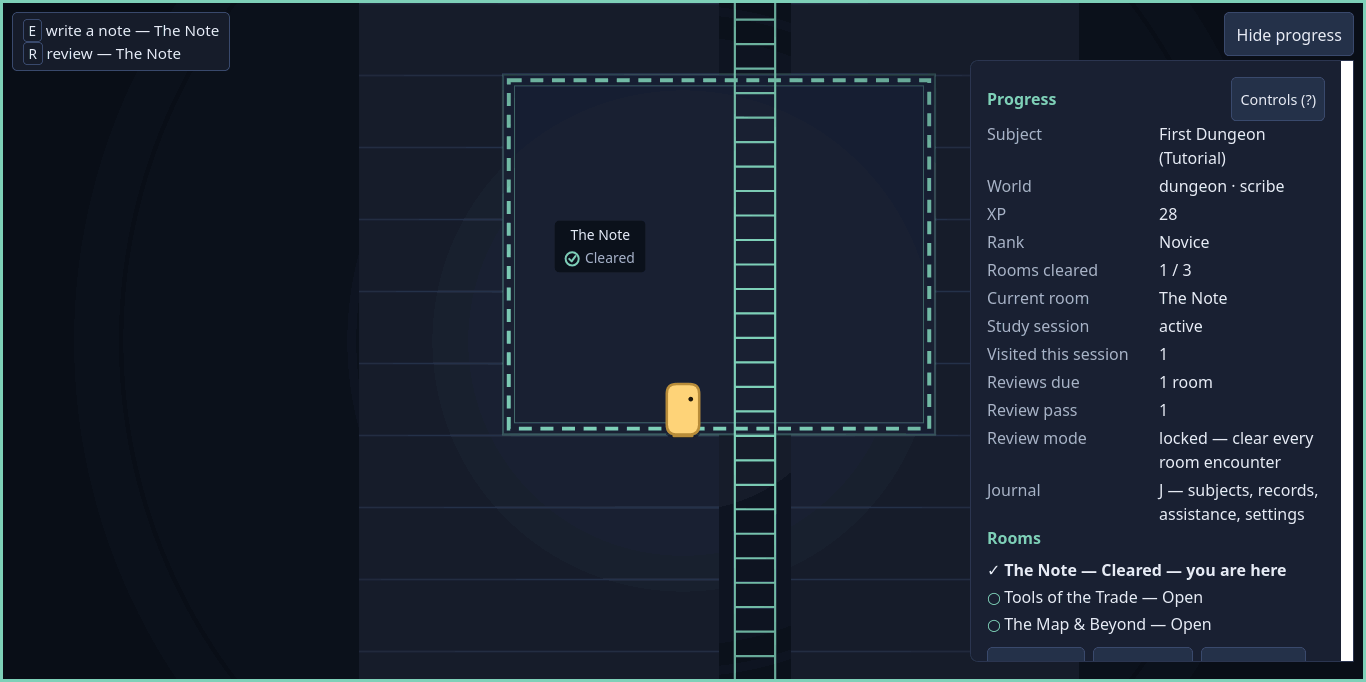 E write a note — The Note
R review — The Note
Hide progress
Progress
Controls (?)
Subject First Dungeon
(Tutorial)
World dungeon · scribe
XP 28
Rank Novice
Rooms cleared 1 / 3
Current room The Note
Study session active
Visited this session 1
Reviews due 1 room
Review pass 1
Review mode locked — clear every
room encounter
Journal J — subjects, records,
assistance, settings
Rooms
✓ The Note — Cleared — you are here
○ Tools of the Trade — Open
○ The Map & Beyond — Open
The Note
Cleared